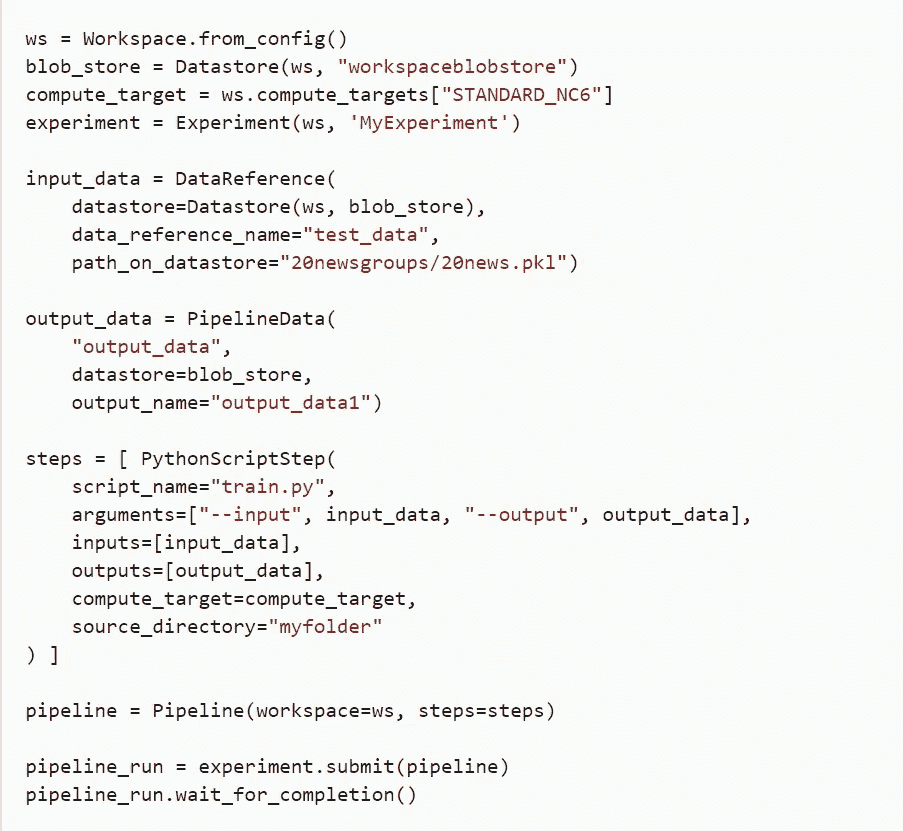 ws = Workspace.from_config()
blob_store = Datastore(ws, "workspaceblobstore")
compute_target = ws.compute_targets["STANDARD_NC6"]
experiment = Experiment(ws, 'MyExperiment')

input_data = DataReference(
    datastore=Datastore(ws, blob_store),
    data_reference_name="test_data",
    path_on_datastore="20newsgroups/20news.pkl")

output_data = PipelineData(
    "output_data",
    datastore=blob_store,
    output_name="output_data1")

steps = [ PythonScriptStep(
    script_name="train.py",
    arguments=["--input", input_data, "--output", output_data],
    inputs=[input_data],
    outputs=[output_data],
    compute_target=compute_target,
    source_directory="myfolder"
) ]

pipeline = Pipeline(workspace=ws, steps=steps)

pipeline_run = experiment.submit(pipeline)
pipeline_run.wait_for_completion()